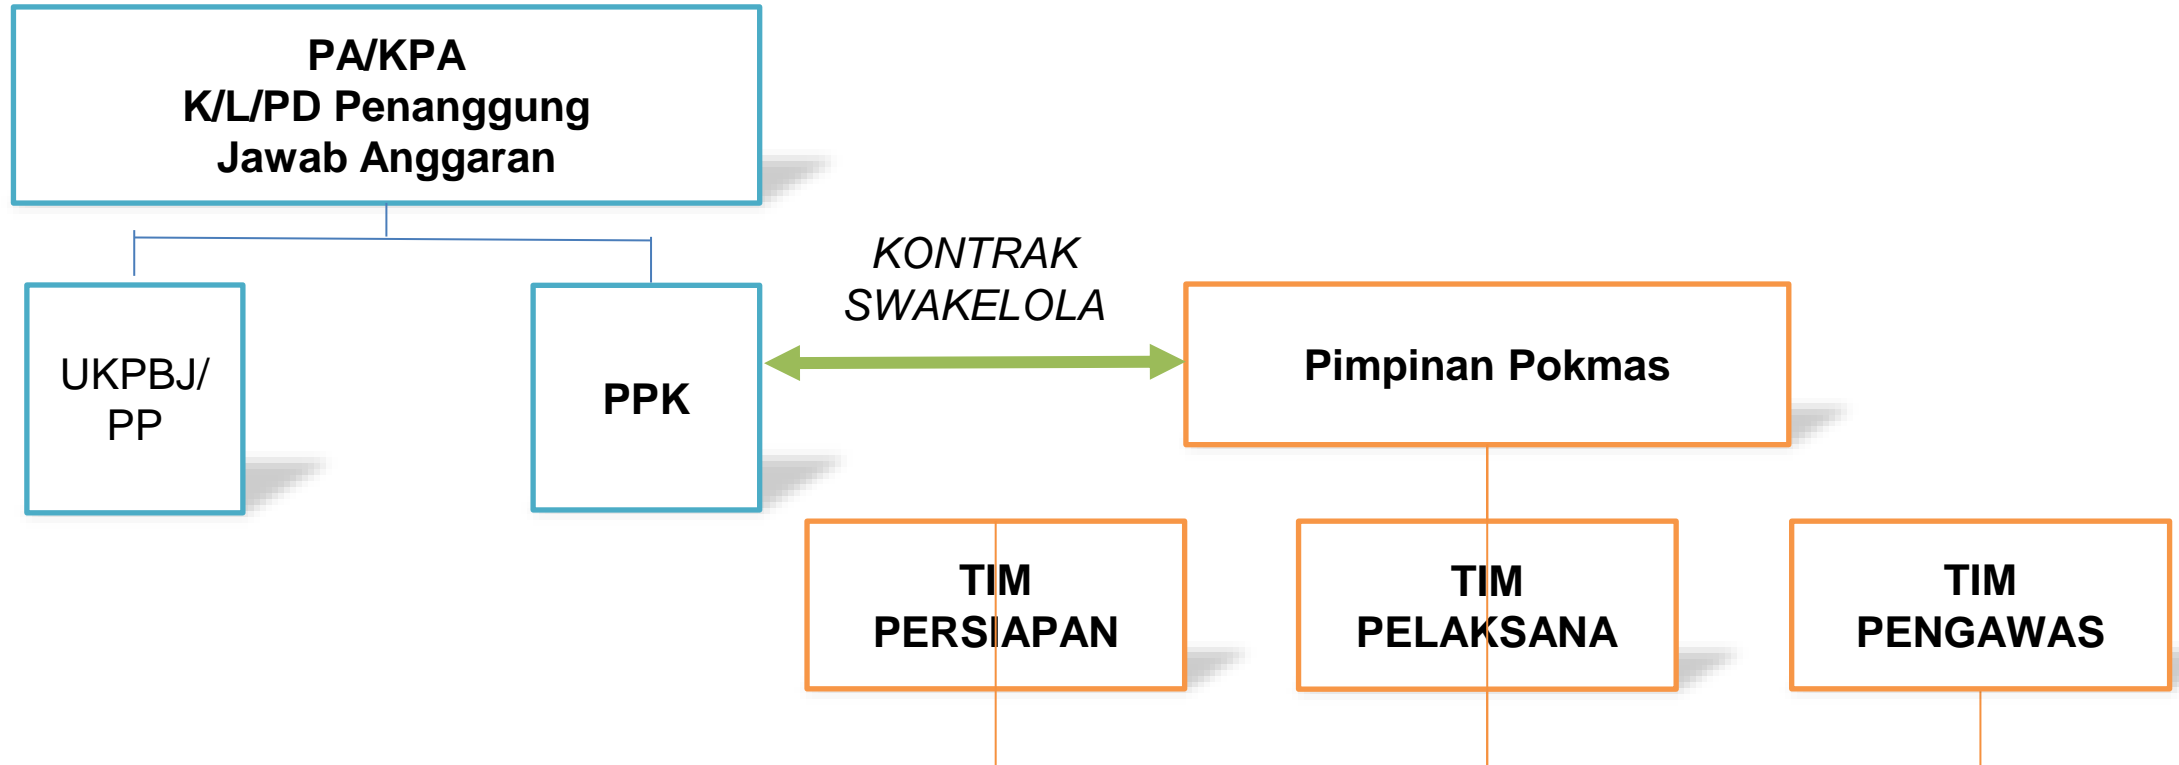 PA/KPA
K/L/PD Penanggung
Jawab Anggaran
UKPBJ/
PP
PPK
KONTRAK
SWAKELOLA
Pimpinan Pokmas
TIM
PERSIAPAN
TIM
PELAKSANA
TIM
PENGAWAS